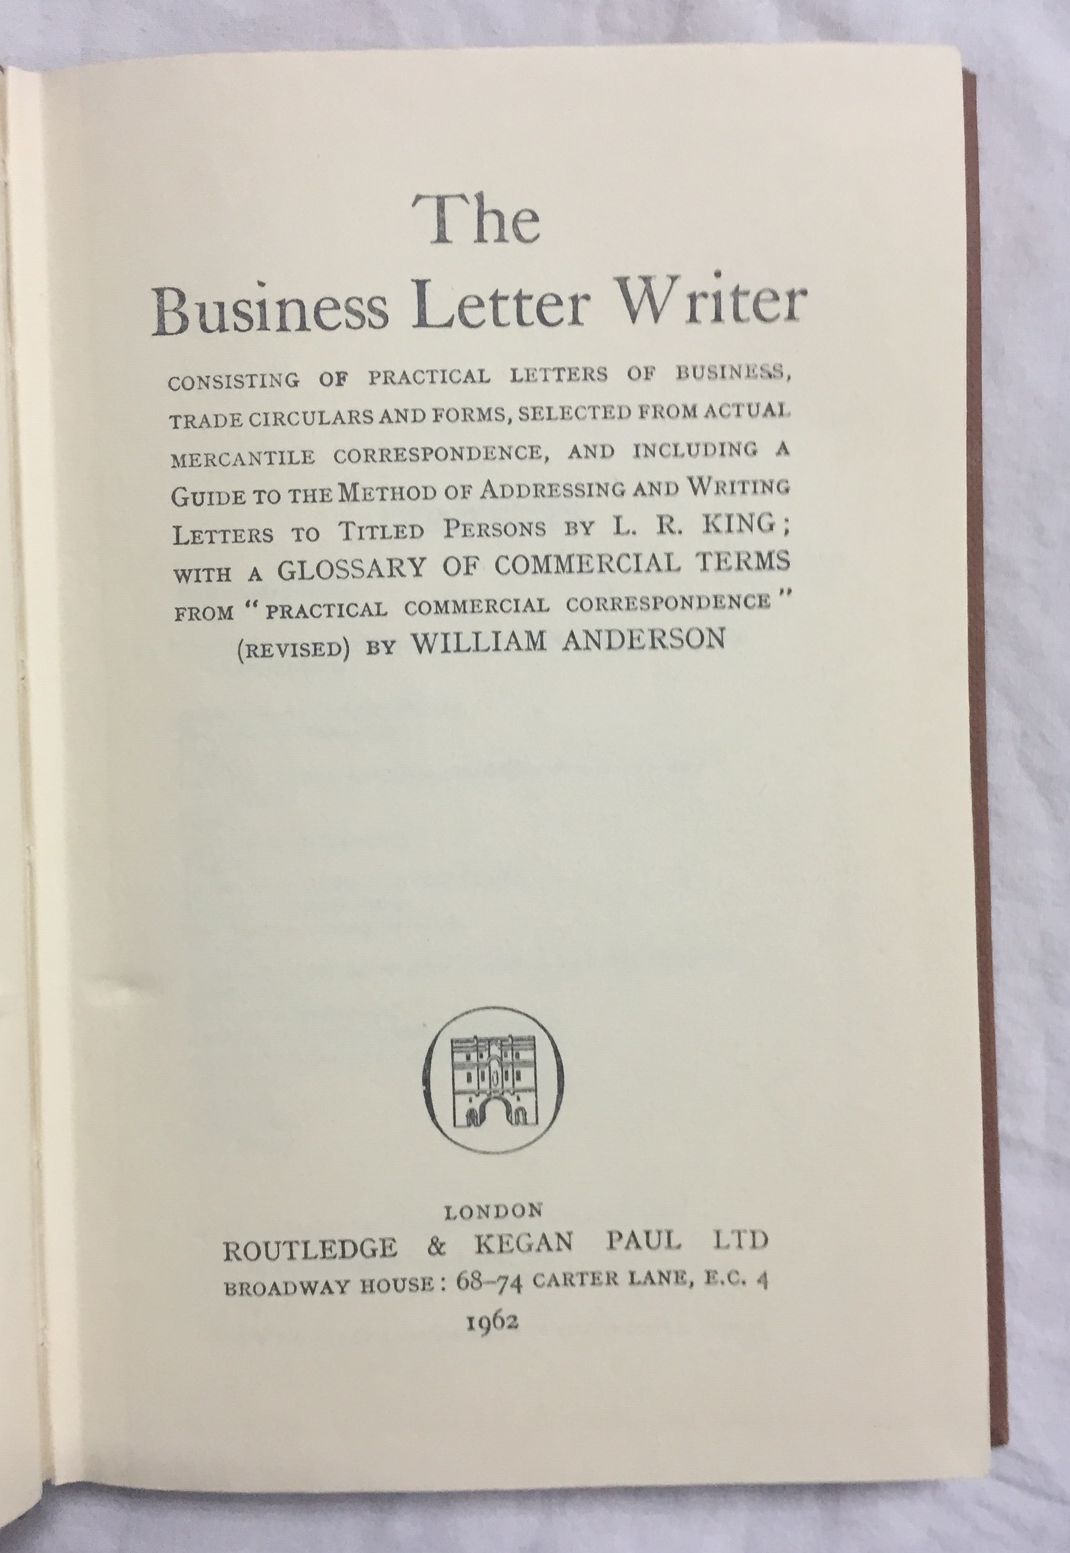 The
Business Letter Writer
CONSISTING OF PRACTICAL LETTERS OF BUSINESS,
TRADE CIRCULARS AND FORMS, SELECTED FROM ACTUAL
MERCANTILE CORRESPONDENCE, AND INCLUDING A
GUIDE TO THE METHOD OF ADDRESSING AND WRITING
LETTERS TO TITLED PERSONS BY L. R. KING;
WITH A GLOSSARY OF COMMERCIAL TERMS
FROM "PRACTICAL COMMERCIAL CORRESPONDENCE"
(REVISED) BY WILLIAM ANDERSON
LONDON
ROUTLEDGE & KEGAN PAUL LTD
BROADWAY HOUSE: 68–74 CARTER LANE, E.C. 4
1962